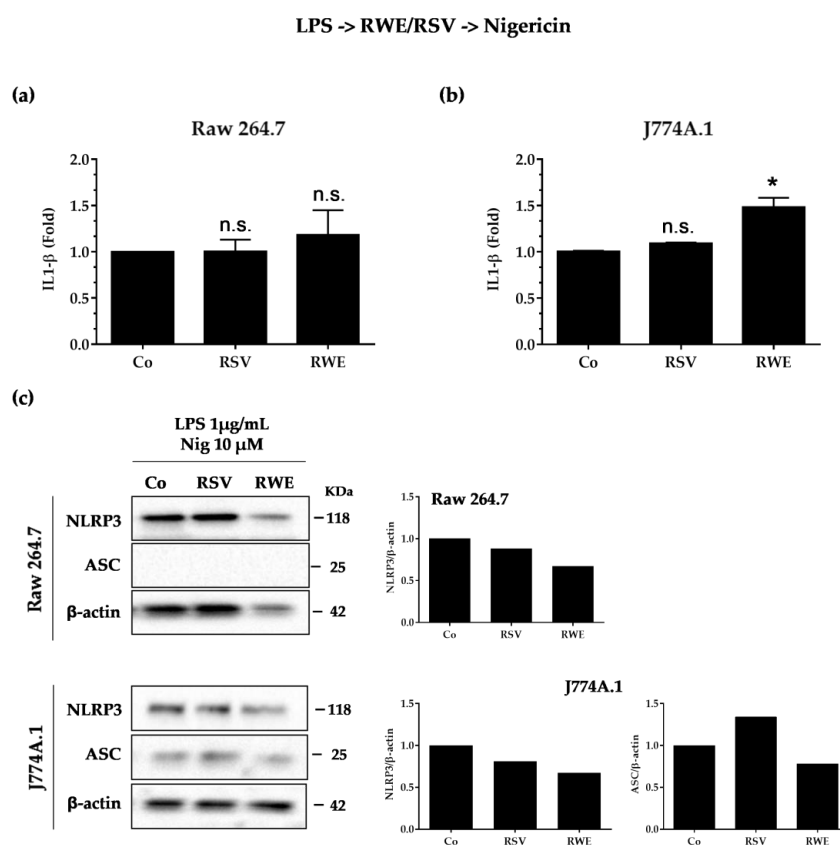 LPS -> RWE/RSV -> Nigericin
(a)
Raw 264.7
IL1-β (Fold)
2.0
1.5
1.0
0.5
0.0
n.s.
n.s.
Co RSV RWE
(b)
J774A.1
IL1-β (Fold)
2.0
1.5
1.0
0.5
0.0
n.s.
*
Co RSV RWE
(c)
LPS 1μg/mL
Nig 10 μM
Co RSV RWE
KDa
Raw 264.7
NLRP3 – 118
ASC – 25
β-actin – 42
Raw 264.7
NLRP3/β-actin
1.5
1.0
0.5
0.0
Co RSV RWE
J774A.1
NLRP3 – 118
ASC – 25
β-actin – 42
J774A.1
NLRP3/β-actin
1.5
1.0
0.5
0.0
Co RSV RWE
ASC/β-actin
1.5
1.0
0.5
0.0
Co RSV RWE